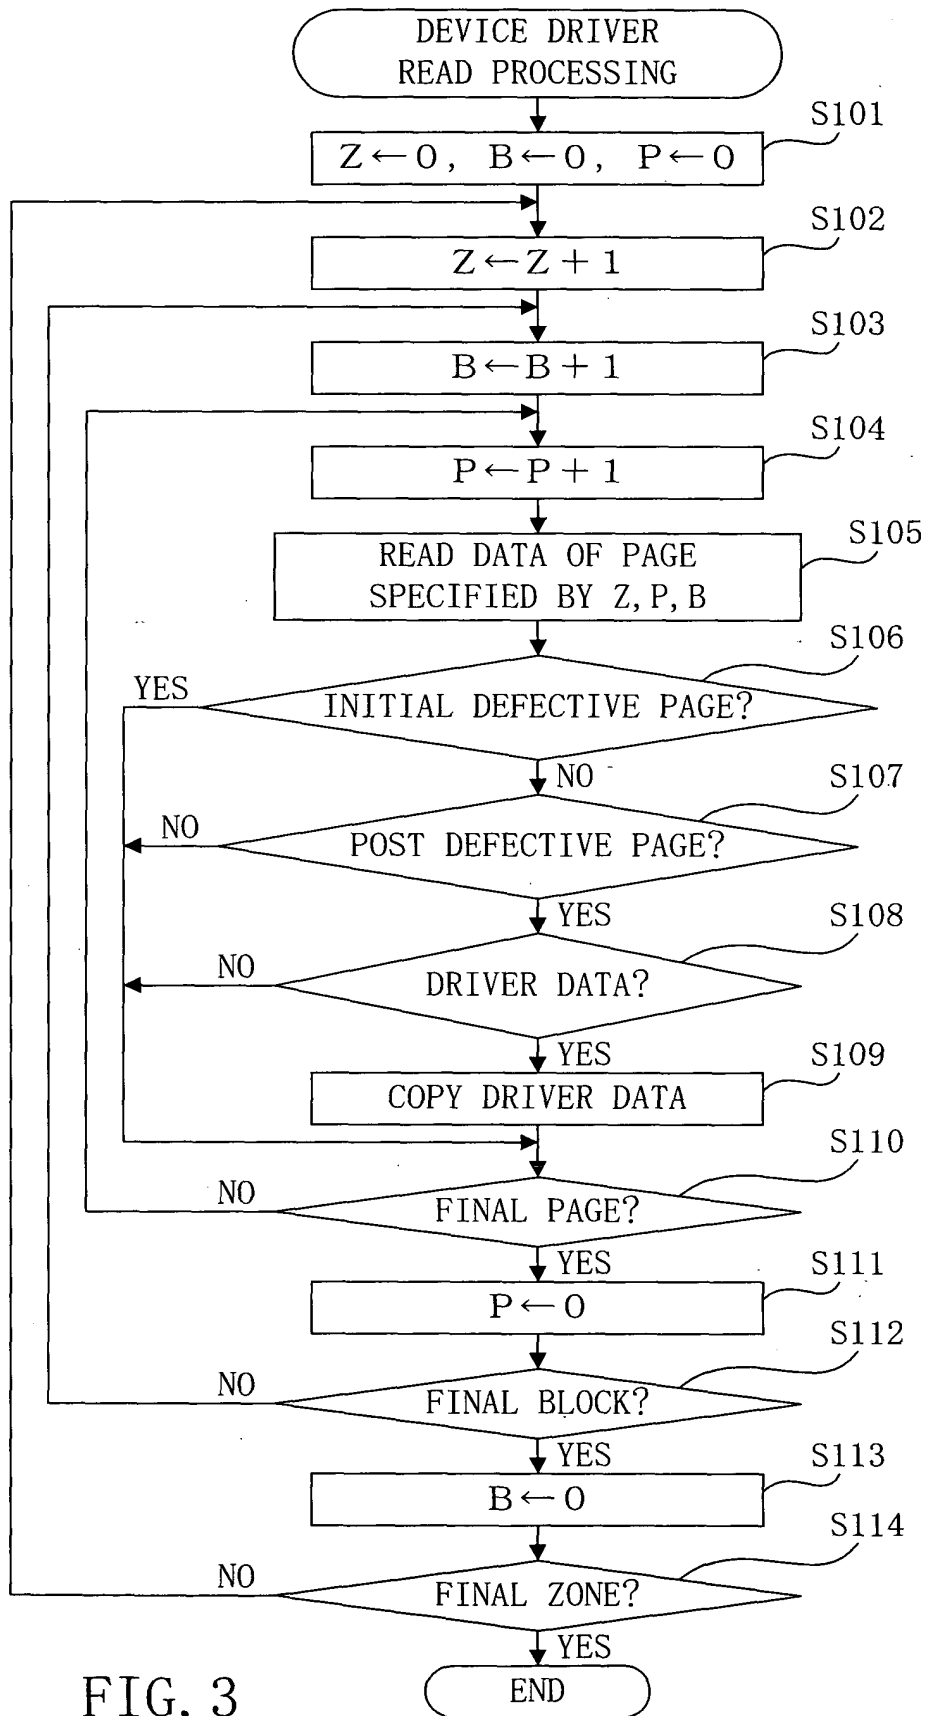 DEVICE DRIVER
READ PROCESSING
S101
Z←0, B←0, P←0
S102
Z←Z+1
S103
B←B+1
S104
P←P+1
S105
READ DATA OF PAGE
SPECIFIED BY Z, P, B
S106
YES
INITIAL DEFECTIVE PAGE?
NO
S107
NO
POST DEFECTIVE PAGE?
YES
S108
NO
DRIVER DATA?
YES
S109
COPY DRIVER DATA
S110
NO
FINAL PAGE?
YES
S111
P←0
S112
NO
FINAL BLOCK?
YES
S113
B←0
S114
NO
FINAL ZONE?
YES
END
FIG. 3